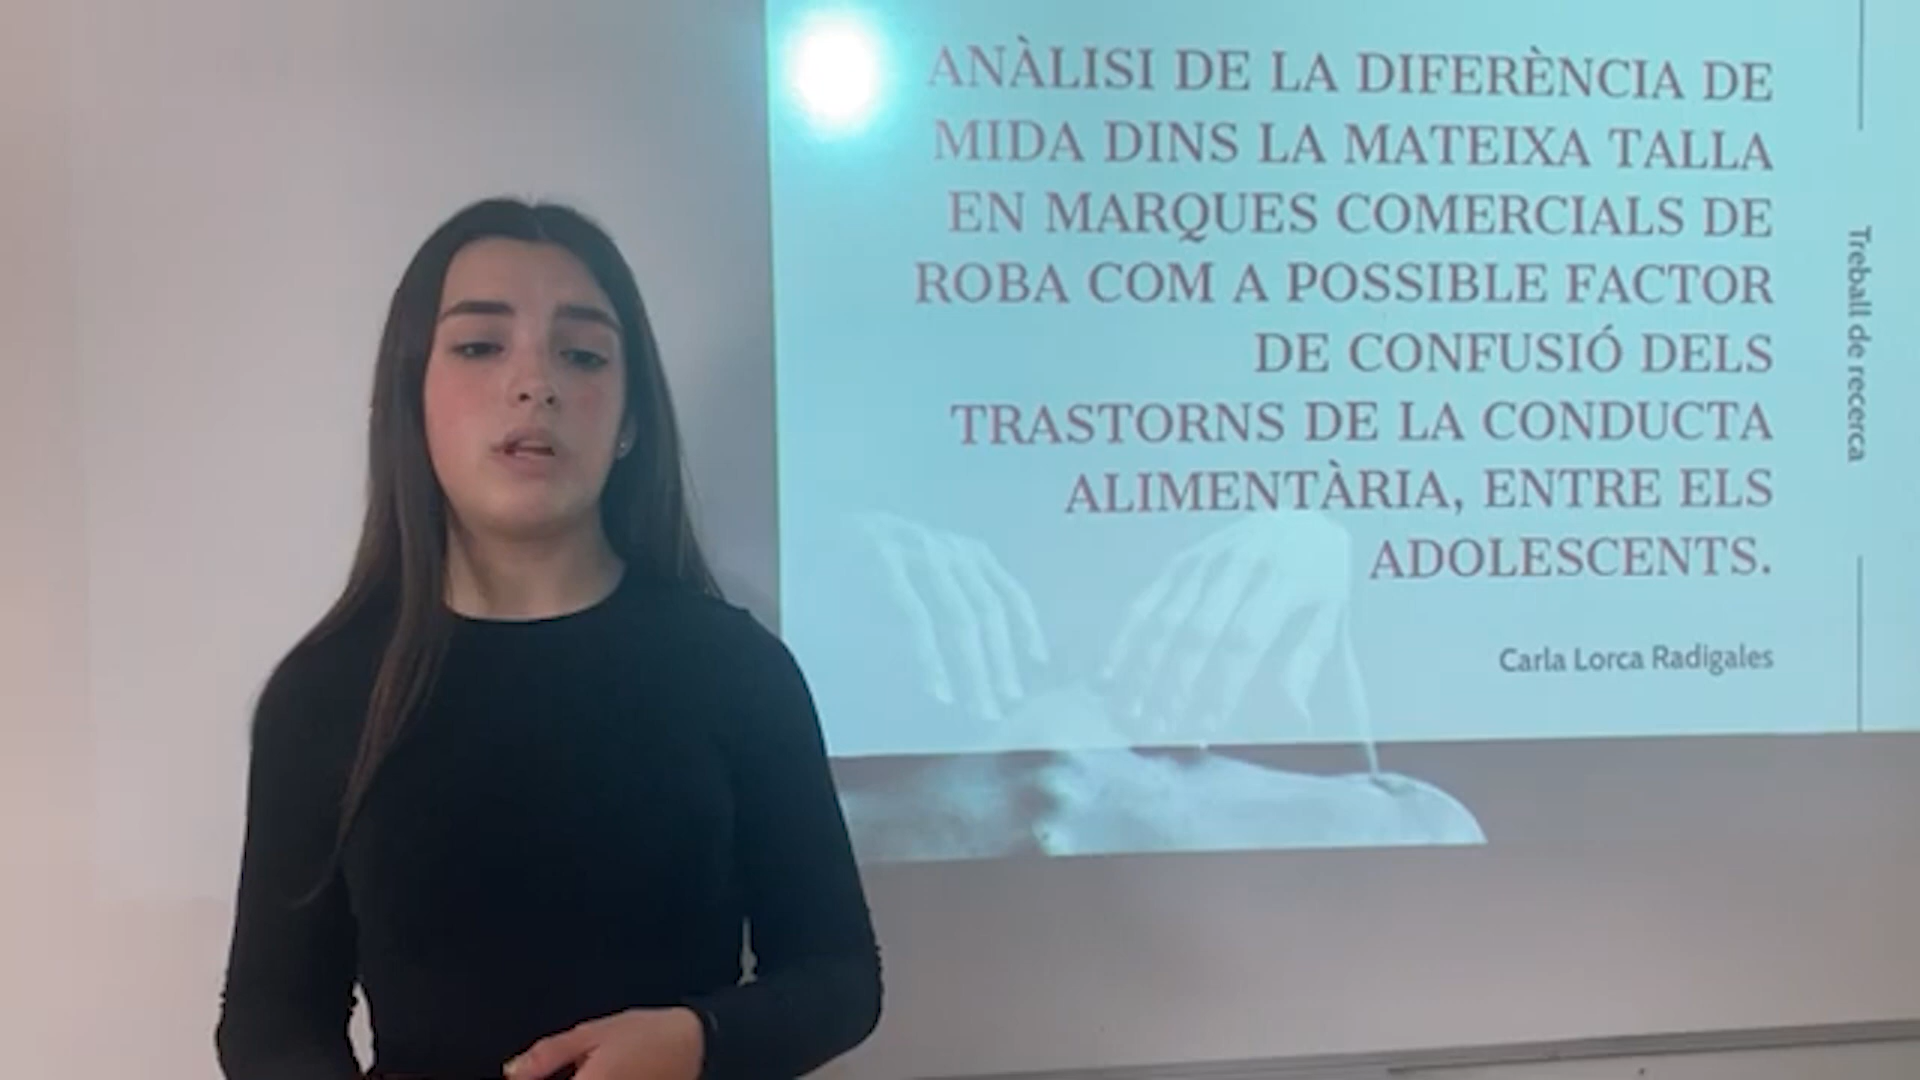 ANÀLISI DE LA DIFERÈNCIA DE
MIDA DINS LA MATEIXA TALLA
EN MARQUES COMERCIALS DE
ROBA COM A POSSIBLE FACTOR
DE CONFUSIÓ DELS
TRASTORNS DE LA CONDUCTA
ALIMENTÀRIA, ENTRE ELS
ADOLESCENTS.
Carla Lorca Radigales
Treball de recerca